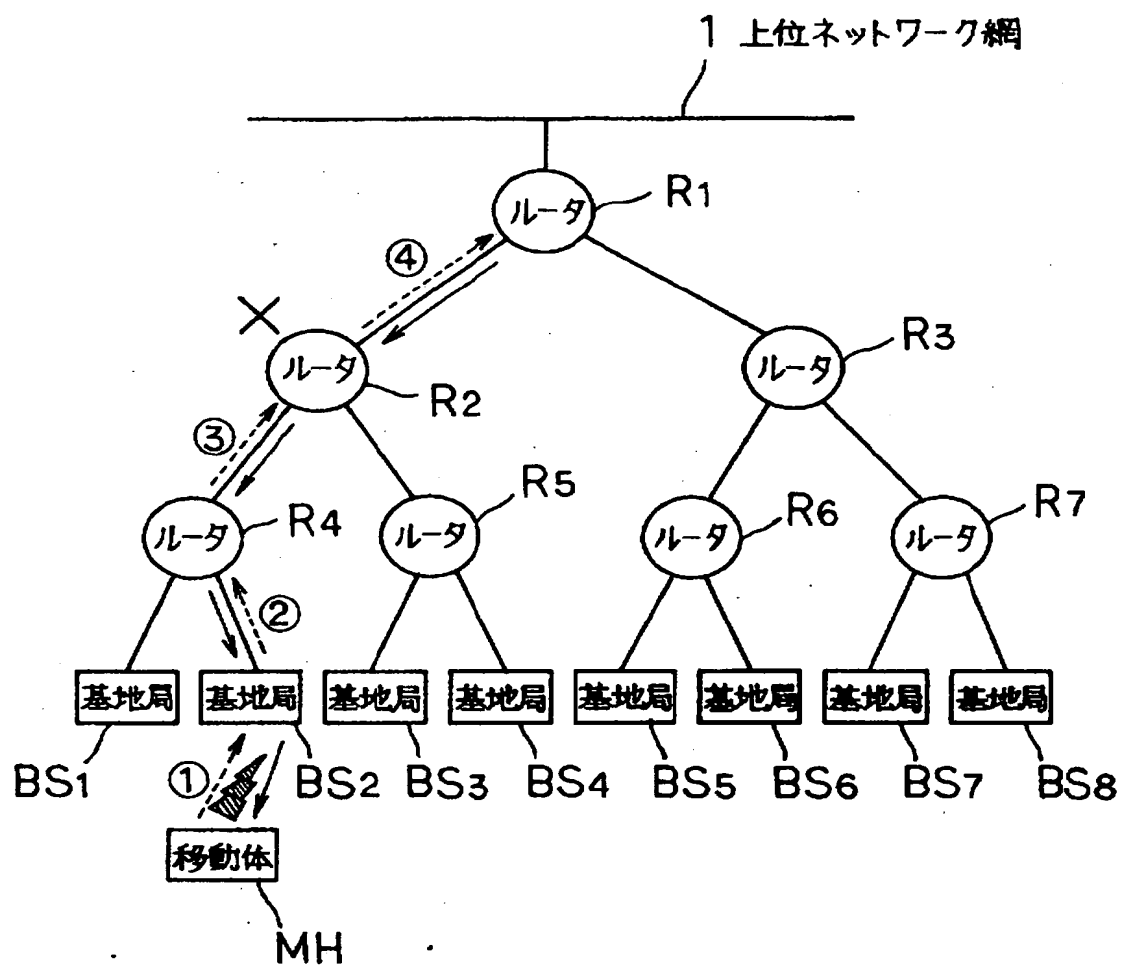 1 上位ネットワーク網
ルータ
R1
④
×
ルータ
R2
ルータ
R3
③
ルータ
R4
ルータ
R5
ルータ
R6
ルータ
R7
②
基地局
基地局
基地局
基地局
基地局
基地局
基地局
基地局
BS1
①
BS2
BS3
BS4
BS5
BS6
BS7
BS8
移動体
MH